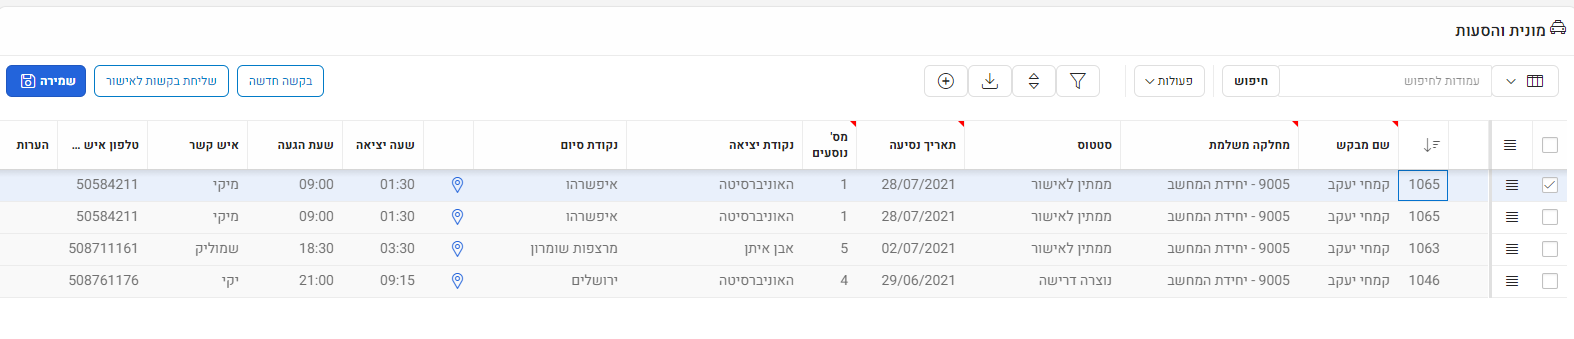 מונית והסעות
עמודות לחיפוש חיפוש פעולות בקשה חדשה שליחת בקשות לאישור שמירה
שם מבקש מחלקה משלמת סטטוס תאריך נסיעה מס' נוסעים נקודת יציאה נקודת סיום שעה יציאה שעת הגעה איש קשר טלפון איש ... הערות
1065 קמחי יעקב 9005 - יחידת המחשב ממתין לאישור 28/07/2021 1 האוניברסיטה איפשרהו 01:30 09:00 מיקי 50584211
1065 קמחי יעקב 9005 - יחידת המחשב ממתין לאישור 28/07/2021 1 האוניברסיטה איפשרהו 01:30 09:00 מיקי 50584211
1063 קמחי יעקב 9005 - יחידת המחשב ממתין לאישור 02/07/2021 5 אבן איתן מרצפות שומרון 03:30 18:30 שמוליק 508711161
1046 קמחי יעקב 9005 - יחידת המחשב נוצרה דרישה 29/06/2021 4 האוניברסיטה ירושלים 09:15 21:00 יקי 508761176